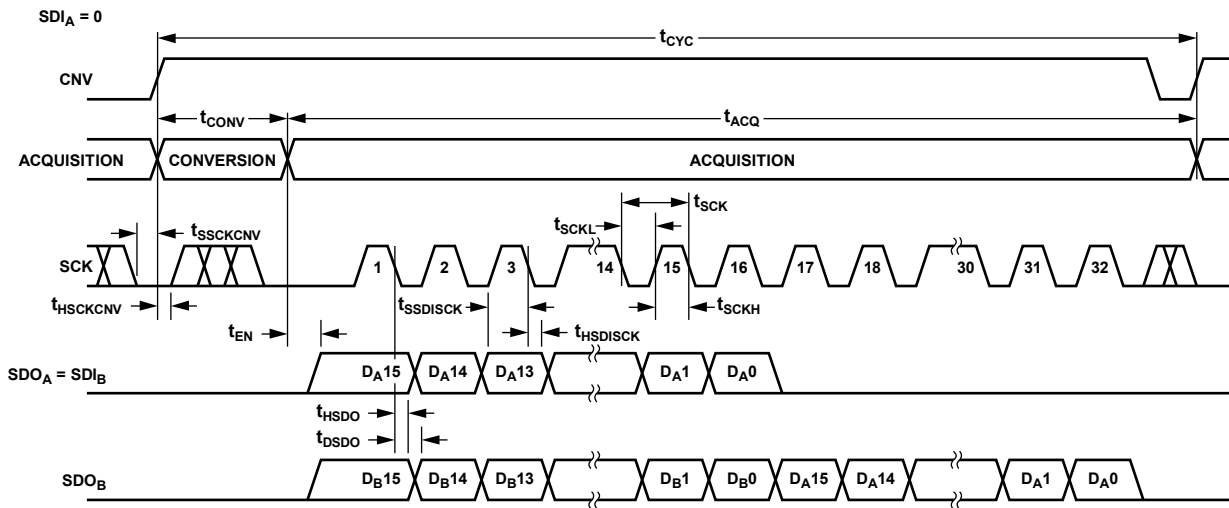 SDIA = 0
tCYC
CNV
tCONV
tACQ
ACQUISITION CONVERSION ACQUISITION
tSCK
tSCKL
tSSCKCNV
SCK 1 2 3 14 15 16 17 18 30 31 32
tHSCKCNV
tSSDISCK
tSCKH
tEN
tHSDISCK
SDOA = SDIB DA15 DA14 DA13 DA1 DA0
tHSDO
tDSDO
SDOB DB15 DB14 DB13 DB1 DB0 DA15 DA14 DA1 DA0